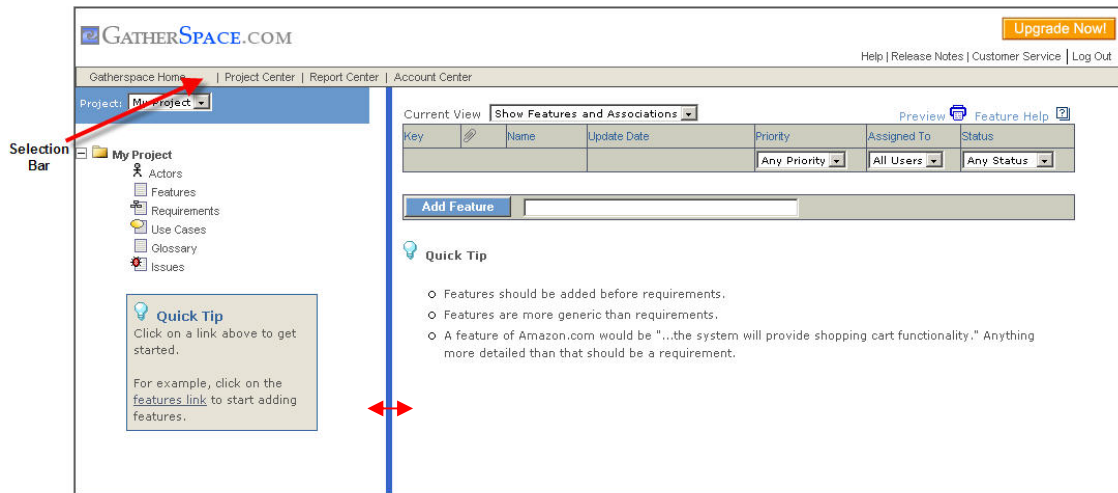 GATHERSPACE.COM
Upgrade Now!
Help | Release Notes | Customer Service | Log Out
Gatherspace Home | Project Center | Report Center | Account Center
Project: My Project
Selection
Bar
My Project
Actors
Features
Requirements
Use Cases
Glossary
Issues
Quick Tip
Click on a link above to get
started.
For example, click on the
features link to start adding
features.
Current View Show Features and Associations Preview Feature Help ?
Key Name Update Date Priority Assigned To Status
Any Priority All Users Any Status
Add Feature
Quick Tip
Features should be added before requirements.
Features are more generic than requirements.
A feature of Amazon.com would be "...the system will provide shopping cart functionality." Anything
more detailed than that should be a requirement.